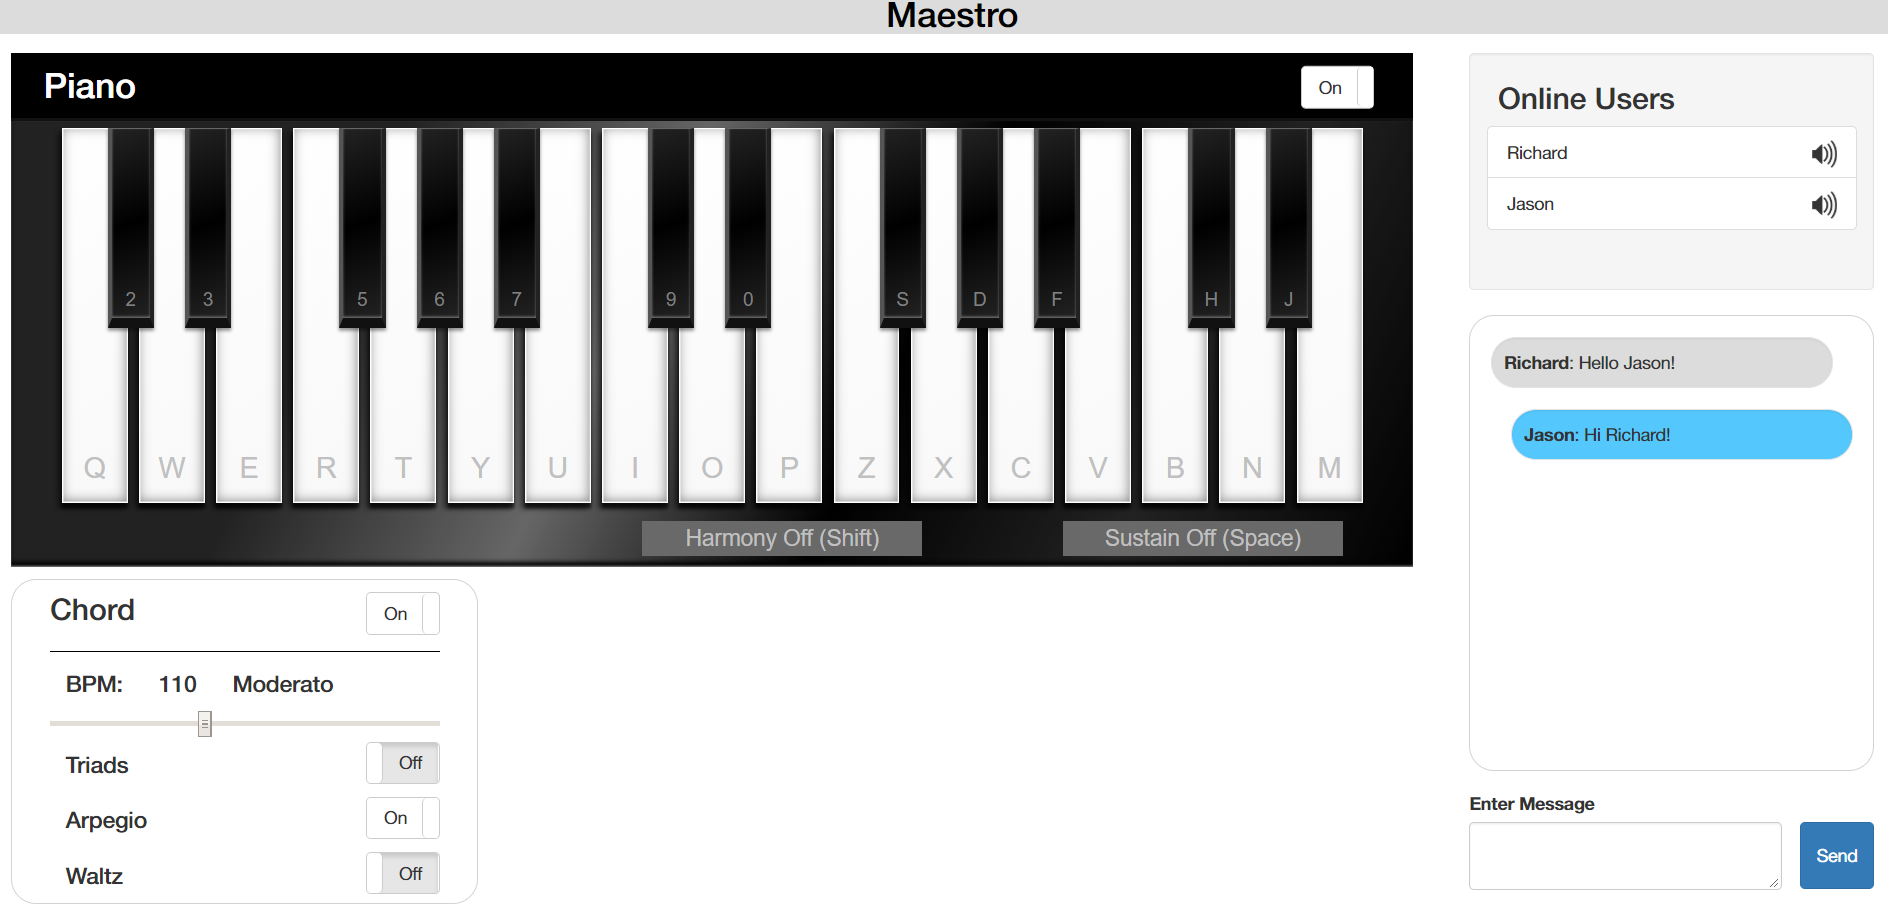 Maestro
Piano
On
2 3 5 6 7 9 0 S D F H J
Q W E R T Y U I O P Z X C V B N M
Harmony Off (Shift)
Sustain Off (Space)
Chord
On
BPM: 110 Moderato
Triads
Off
Arpegio
On
Waltz
Off
Online Users
Richard
Jason
Richard: Hello Jason!
Jason: Hi Richard!
Enter Message
Send